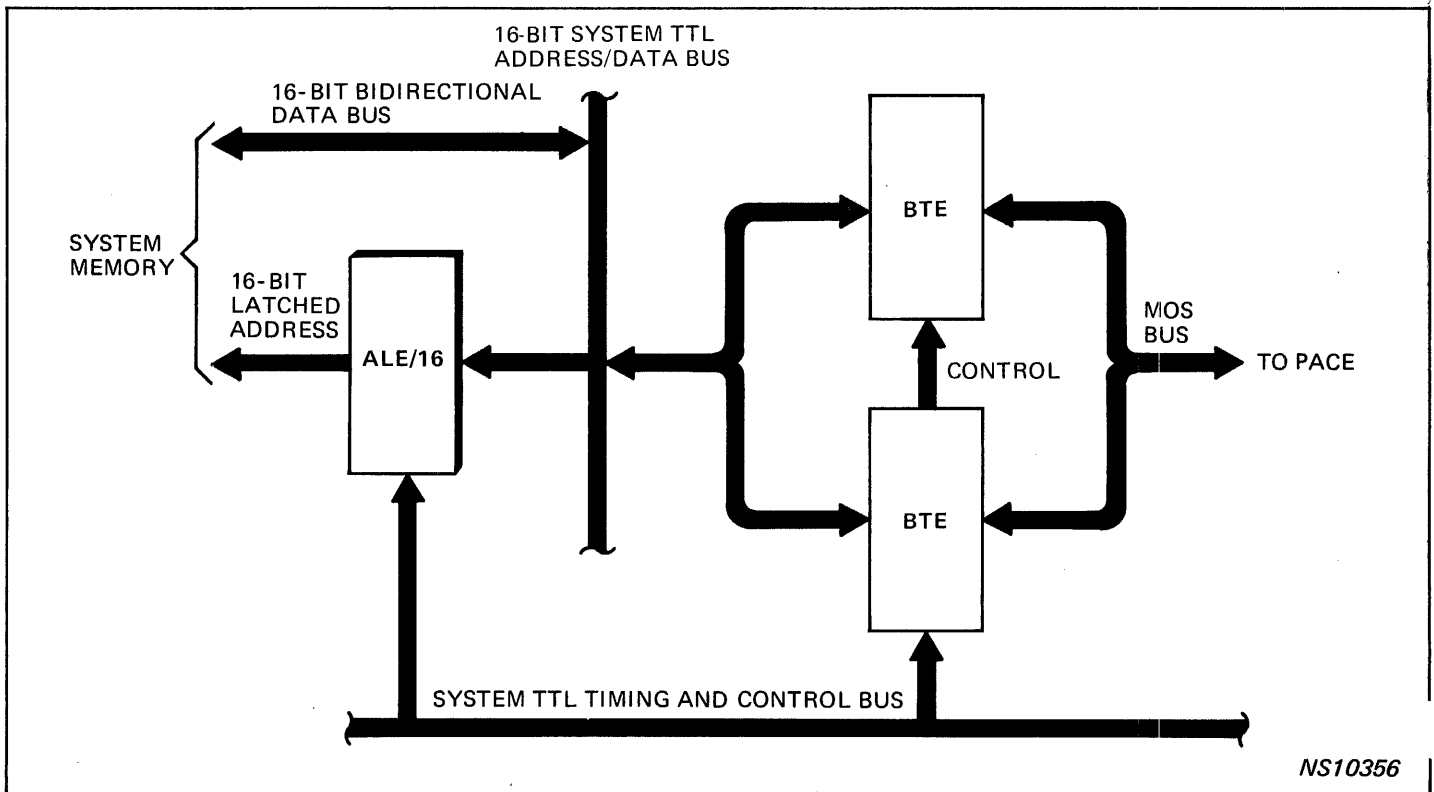 16-BIT SYSTEM TTL
ADDRESS/DATA BUS
16-BIT BIDIRECTIONAL
DATA BUS
SYSTEM
MEMORY
16-BIT
LATCHED
ADDRESS
ALE/16
BTE
CONTROL
BTE
MOS
BUS
TO PACE
SYSTEM TTL TIMING AND CONTROL BUS
NS10356